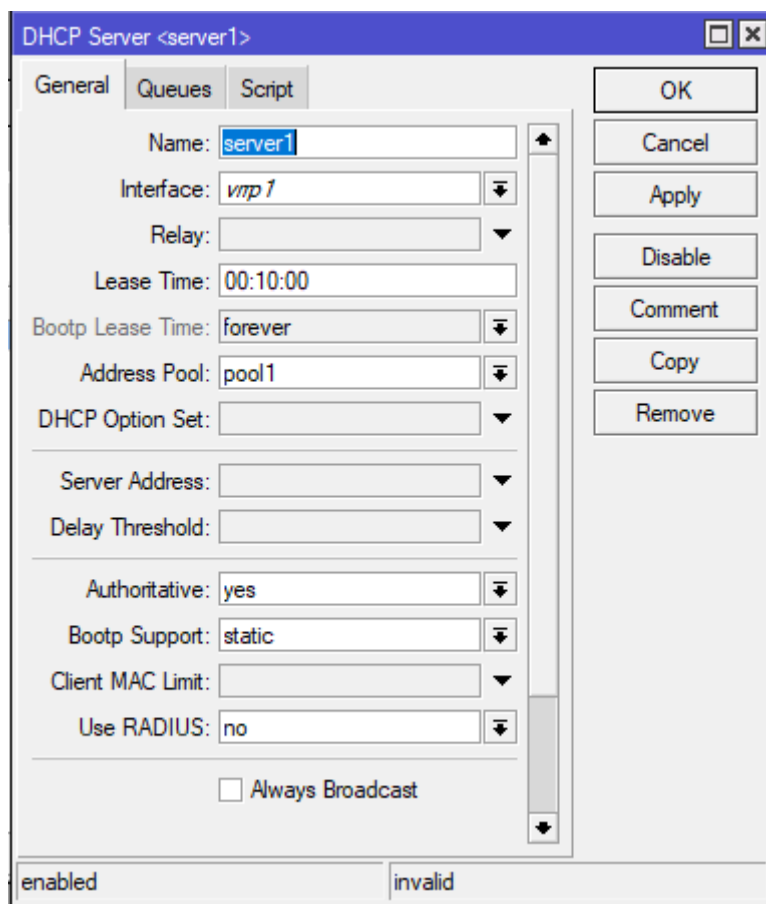 DHCP Server <server1>
General Queues Script
Name: server1
Interface: vrrp1
Relay:
Lease Time: 00:10:00
Bootp Lease Time: forever
Address Pool: pool1
DHCP Option Set:
Server Address:
Delay Threshold:
Authoritative: yes
Bootp Support: static
Client MAC Limit:
Use RADIUS: no
Always Broadcast
OK
Cancel
Apply
Disable
Comment
Copy
Remove
enabled invalid